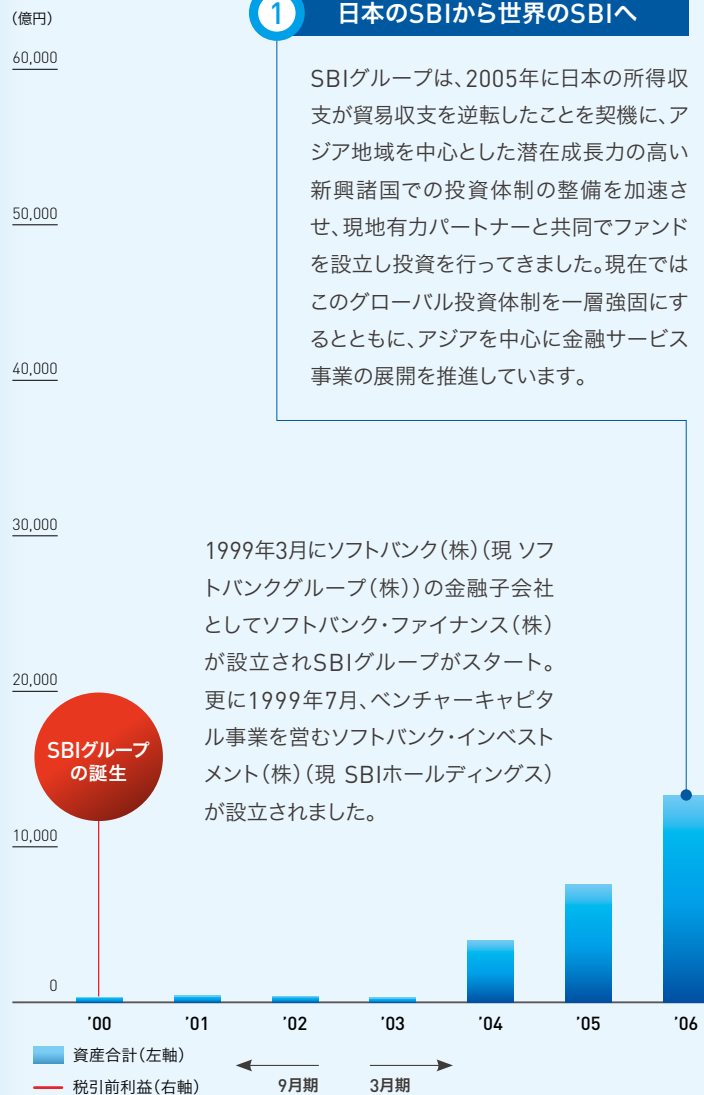 (億円)
1 日本のSBIから世界のSBIへ
SBIグループは、2005年に日本の所得収
支が貿易収支を逆転したことを契機に、ア
ジア地域を中心とした潜在成長力の高い
新興諸国での投資体制の整備を加速さ
せ、現地有力パートナーと共同でファンド
を設立し投資を行ってきました。現在では
このグローバル投資体制を一層強固にす
るとともに、アジアを中心に金融サービス
事業の展開を推進しています。
60,000
50,000
40,000
30,000
20,000
10,000
0
1999年3月にソフトバンク(株)(現 ソフ
トバンクグループ(株))の金融子会社
としてソフトバンク・ファイナンス(株)
が設立されSBIグループがスタート。
更に1999年7月、ベンチャーキャピタ
ル事業を営むソフトバンク・インベスト
メント(株)(現 SBIホールディングス)
が設立されました。
SBIグループ
の誕生
'00 '01 '02 '03 '04 '05 '06
資産合計(左軸)
税引前利益(右軸)
9月期 3月期